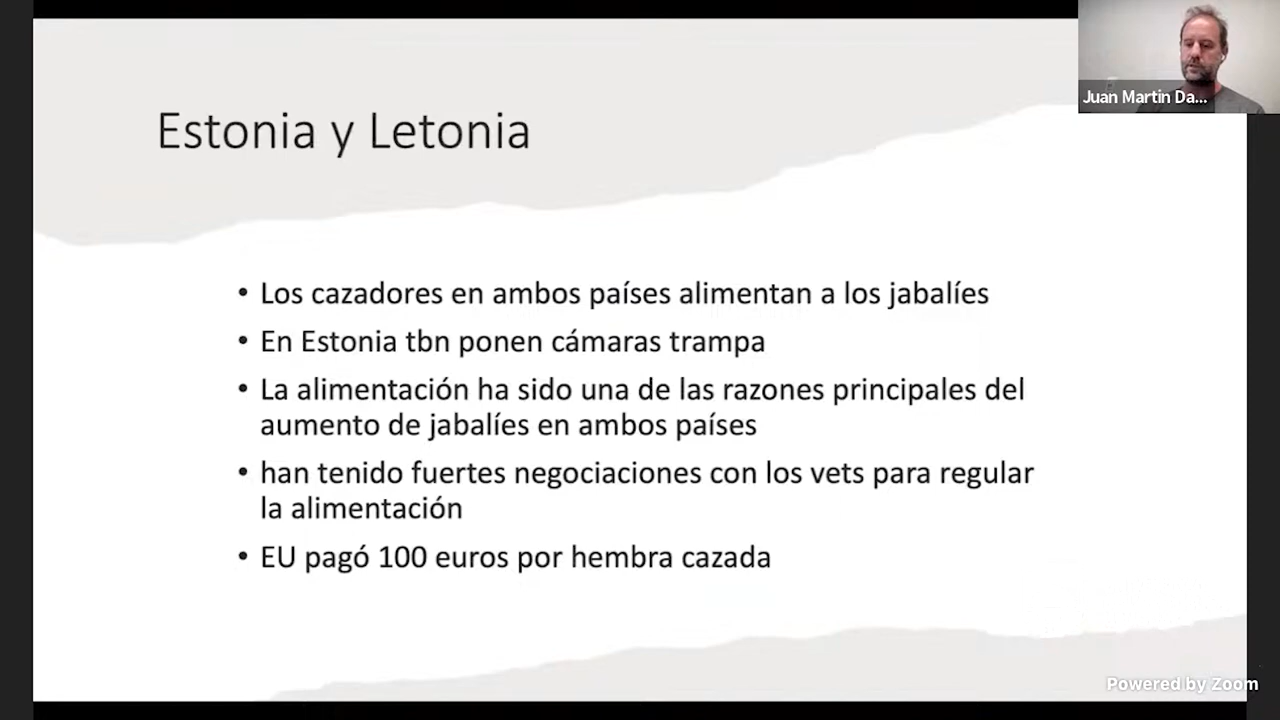 Juan Martin Da...
Estonia y Letonia
• Los cazadores en ambos países alimentan a los jabalíes
• En Estonia tbn ponen cámaras trampa
• La alimentación ha sido una de las razones principales del
aumento de jabalíes en ambos países
• han tenido fuertes negociaciones con los vets para regular
la alimentación
• EU pagó 100 euros por hembra cazada
Powered by Zoom